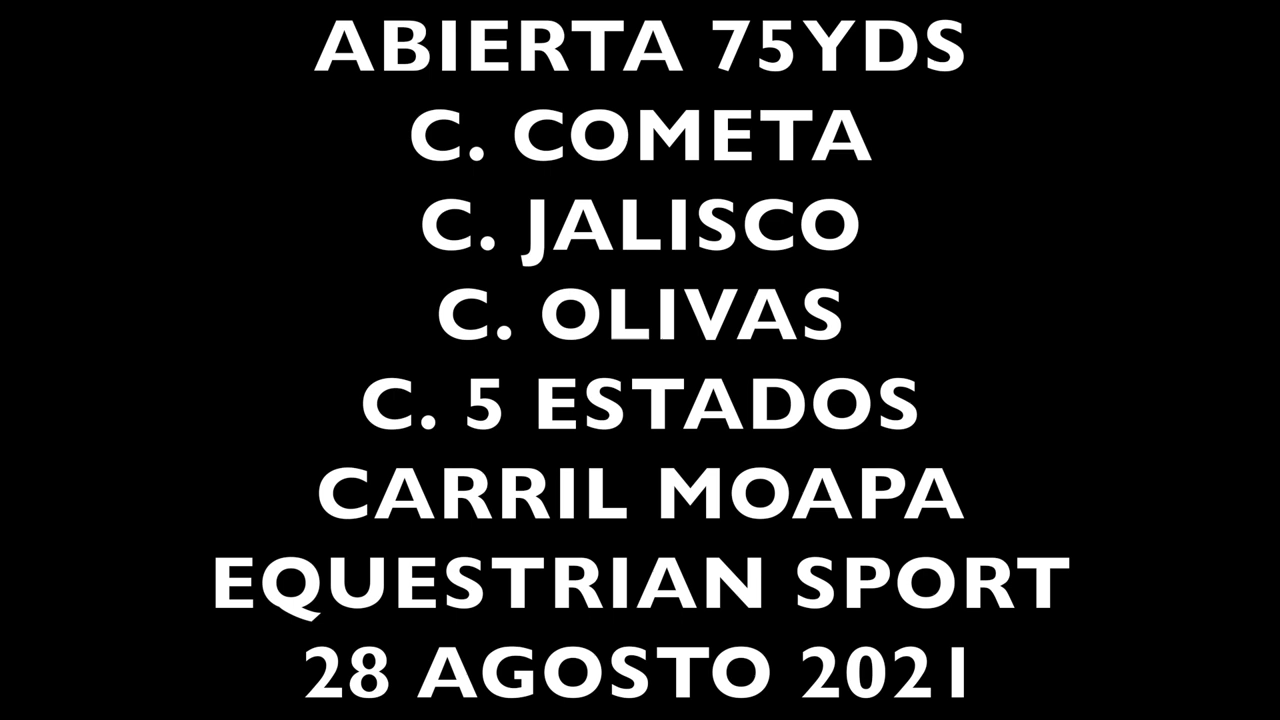 ABIERTA 75YDS
C. COMETA
C. JALISCO
C. OLIVAS
C. 5 ESTADOS
CARRIL MOAPA
EQUESTRIAN SPORT
28 AGOSTO 2021